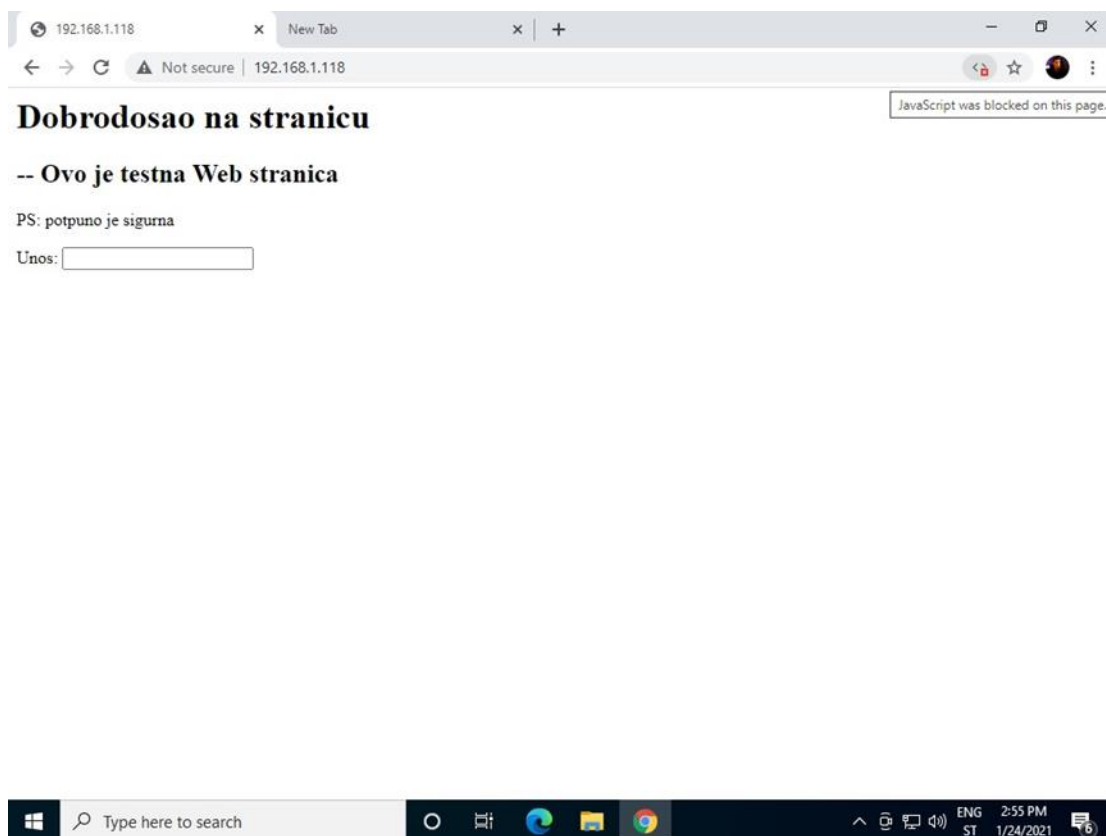 192.168.1.118
New Tab
Not secure | 192.168.1.118
JavaScript was blocked on this page.
Dobrodosao na stranicu
-- Ovo je testna Web stranica
PS: potpuno je sigurna
Unos:
Type here to search
ENG 2:55 PM
ST 1/24/2021
6